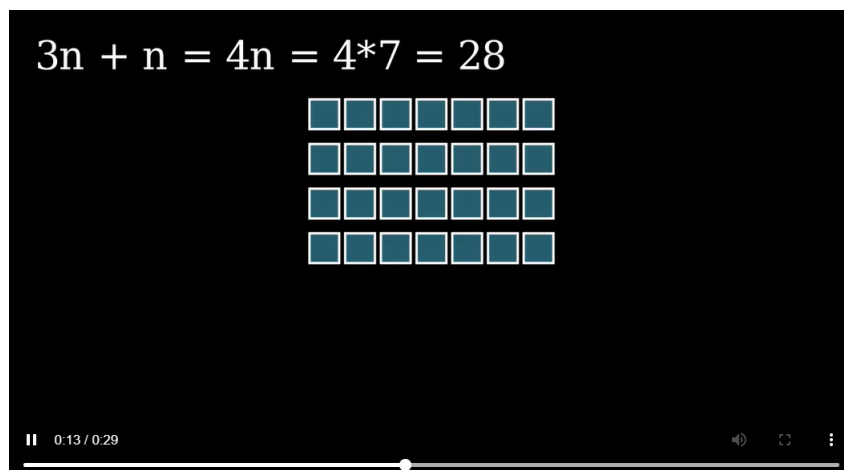 3n + n = 4n = 4*7 = 28
0:13 / 0:29